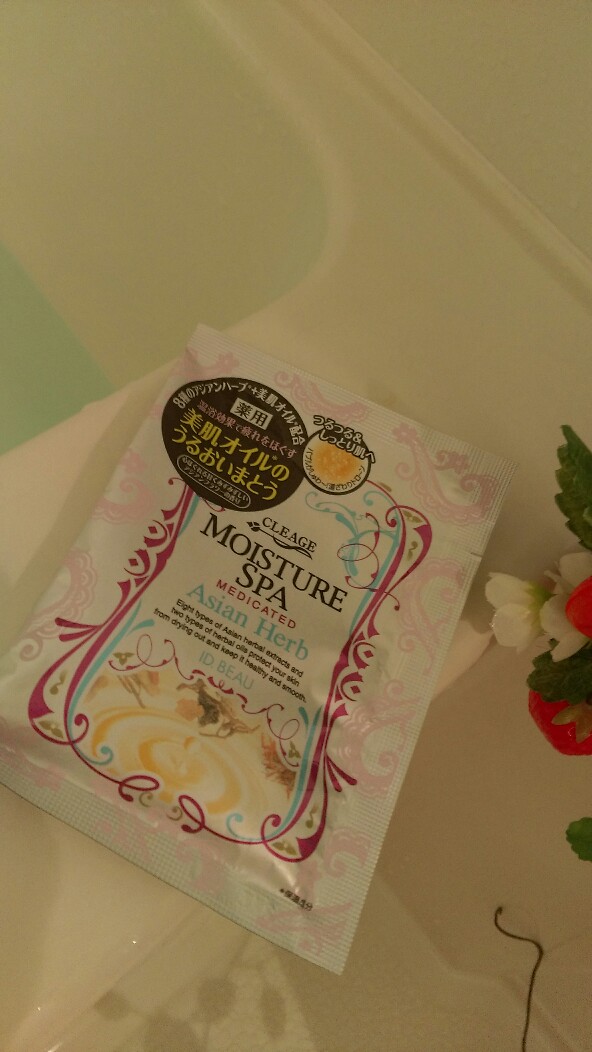 8種のアジアンハーブ*+美肌オイル*配合
薬用
温浴効果で疲れをほぐす
美肌オイルの
うるおいまとう
つるつる&
しっとり肌へ
CLEAGE
MOISTURE
SPA
MEDICATED
Asian Herb
Eight types of Asian herbal extracts and
two types of herbal oils protect your skin
from drying out and keep it healthy and smooth.
ID BEAU
*保湿成分